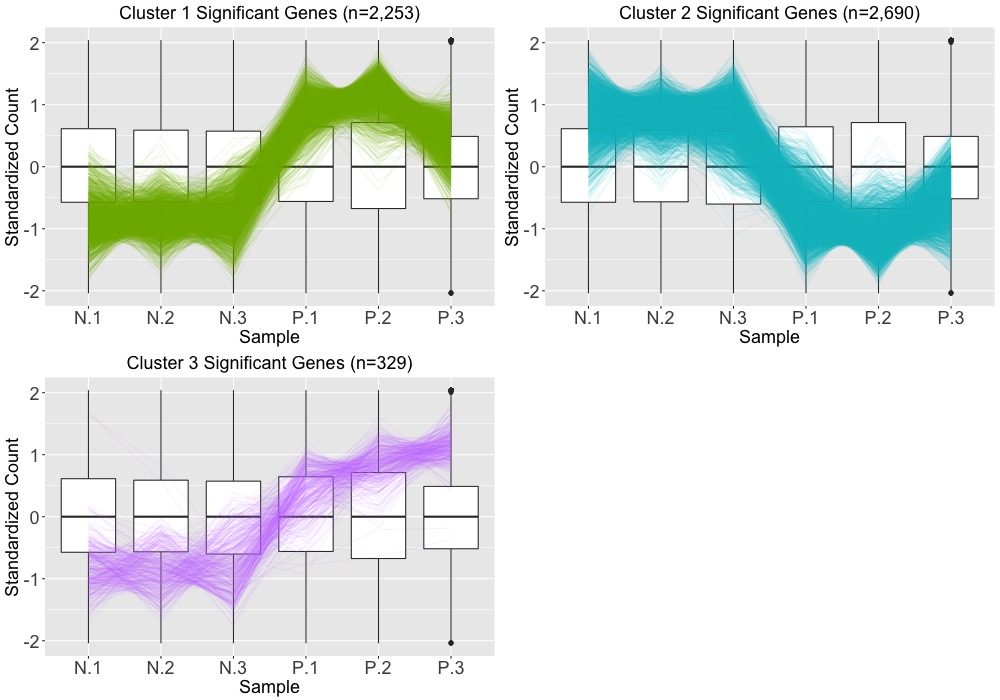 Cluster 1 Significant Genes (n=2,253)
Standardized Count
2
1
0
-1
-2
N.1 N.2 N.3 P.1 P.2 P.3
Sample
Cluster 2 Significant Genes (n=2,690)
Standardized Count
2
1
0
-1
-2
N.1 N.2 N.3 P.1 P.2 P.3
Sample
Cluster 3 Significant Genes (n=329)
Standardized Count
2
1
0
-1
-2
N.1 N.2 N.3 P.1 P.2 P.3
Sample